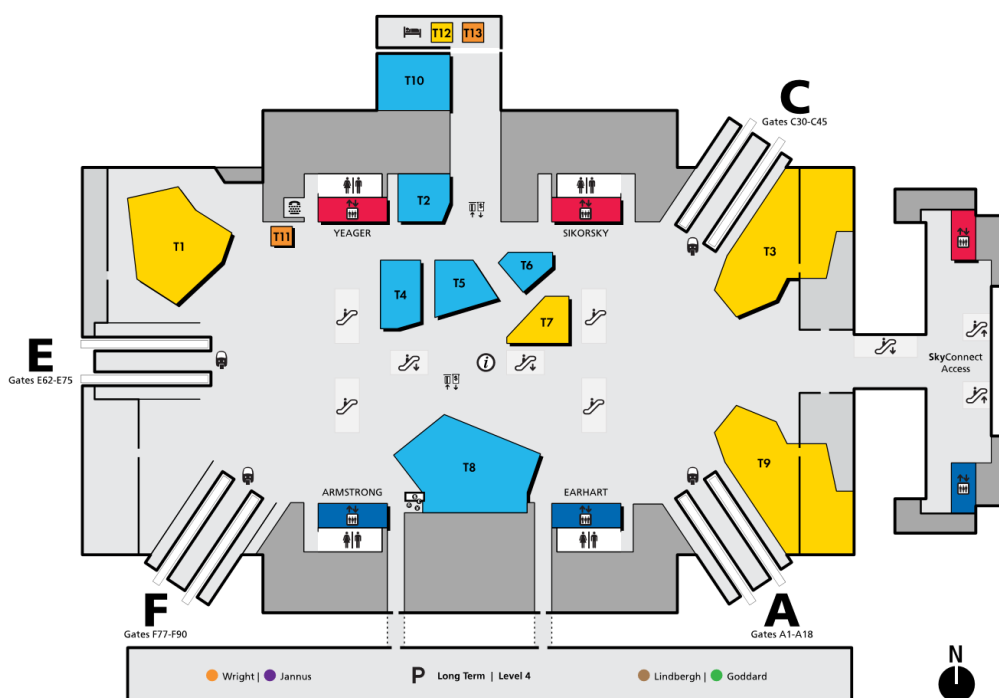 T12
T13
T10
C
Gates C30-C45
T2
YEAGER
SIKORSKY
T11
T1
T3
T6
T5
T4
T7
E
Gates E62-E75
SkyConnect
Access
T8
T9
ARMSTRONG
EARHART
F
Gates F77-F90
A
Gates A1-A18
Wright | Jannus
P Long Term | Level 4
Lindbergh | Goddard
N